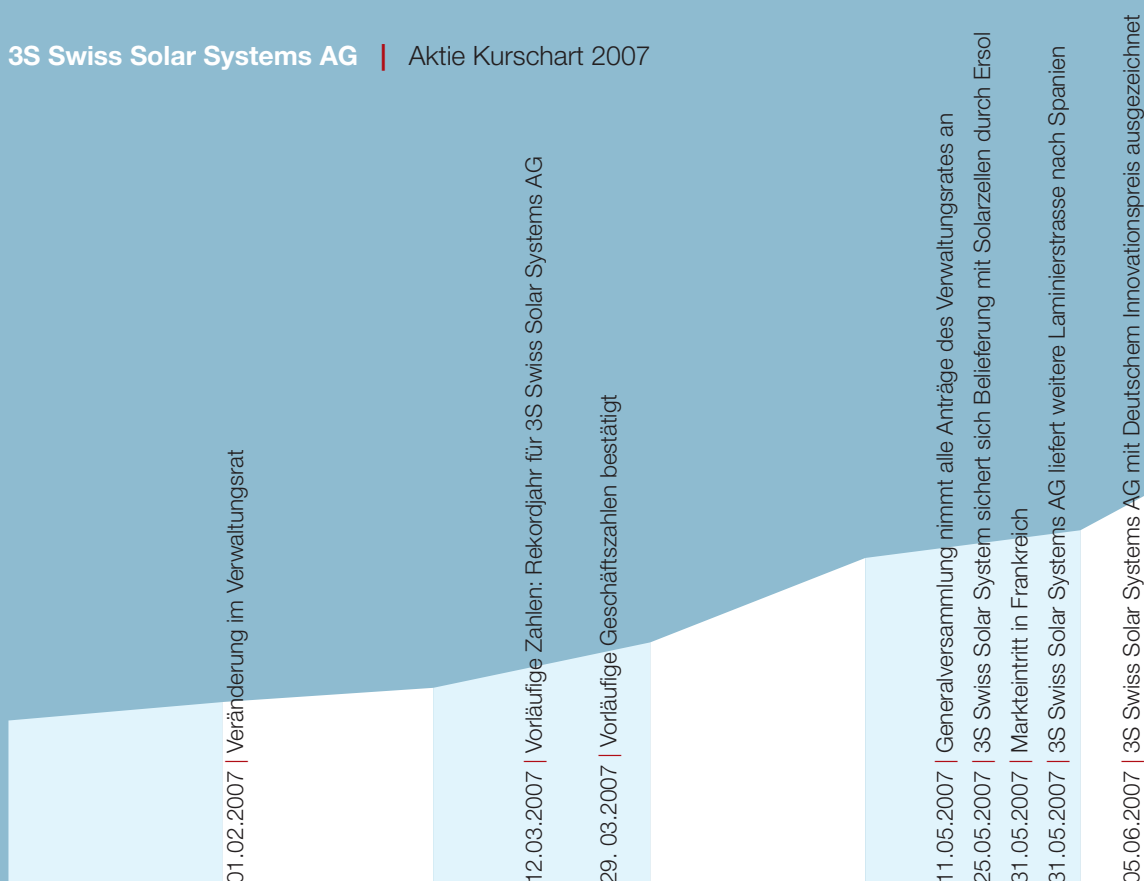 3S Swiss Solar Systems AG | Aktie Kurschart 2007
01.02.2007 | Veränderung im Verwaltungsrat
12.03.2007 | Vorläufige Zahlen: Rekordjahr für 3S Swiss Solar Systems AG
29. 03.2007 | Vorläufige Geschäftszahlen bestätigt
11.05.2007 | Generalversammlung nimmt alle Anträge des Verwaltungsrates an
25.05.2007 | 3S Swiss Solar System sichert sich Belieferung mit Solarzellen durch Ersol
31.05.2007 | Markteintritt in Frankreich
31.05.2007 | 3S Swiss Solar Systems AG liefert weitere Laminierstrasse nach Spanien
05.06.2007 | 3S Swiss Solar Systems AG mit Deutschem Innovationspreis ausgezeichnet